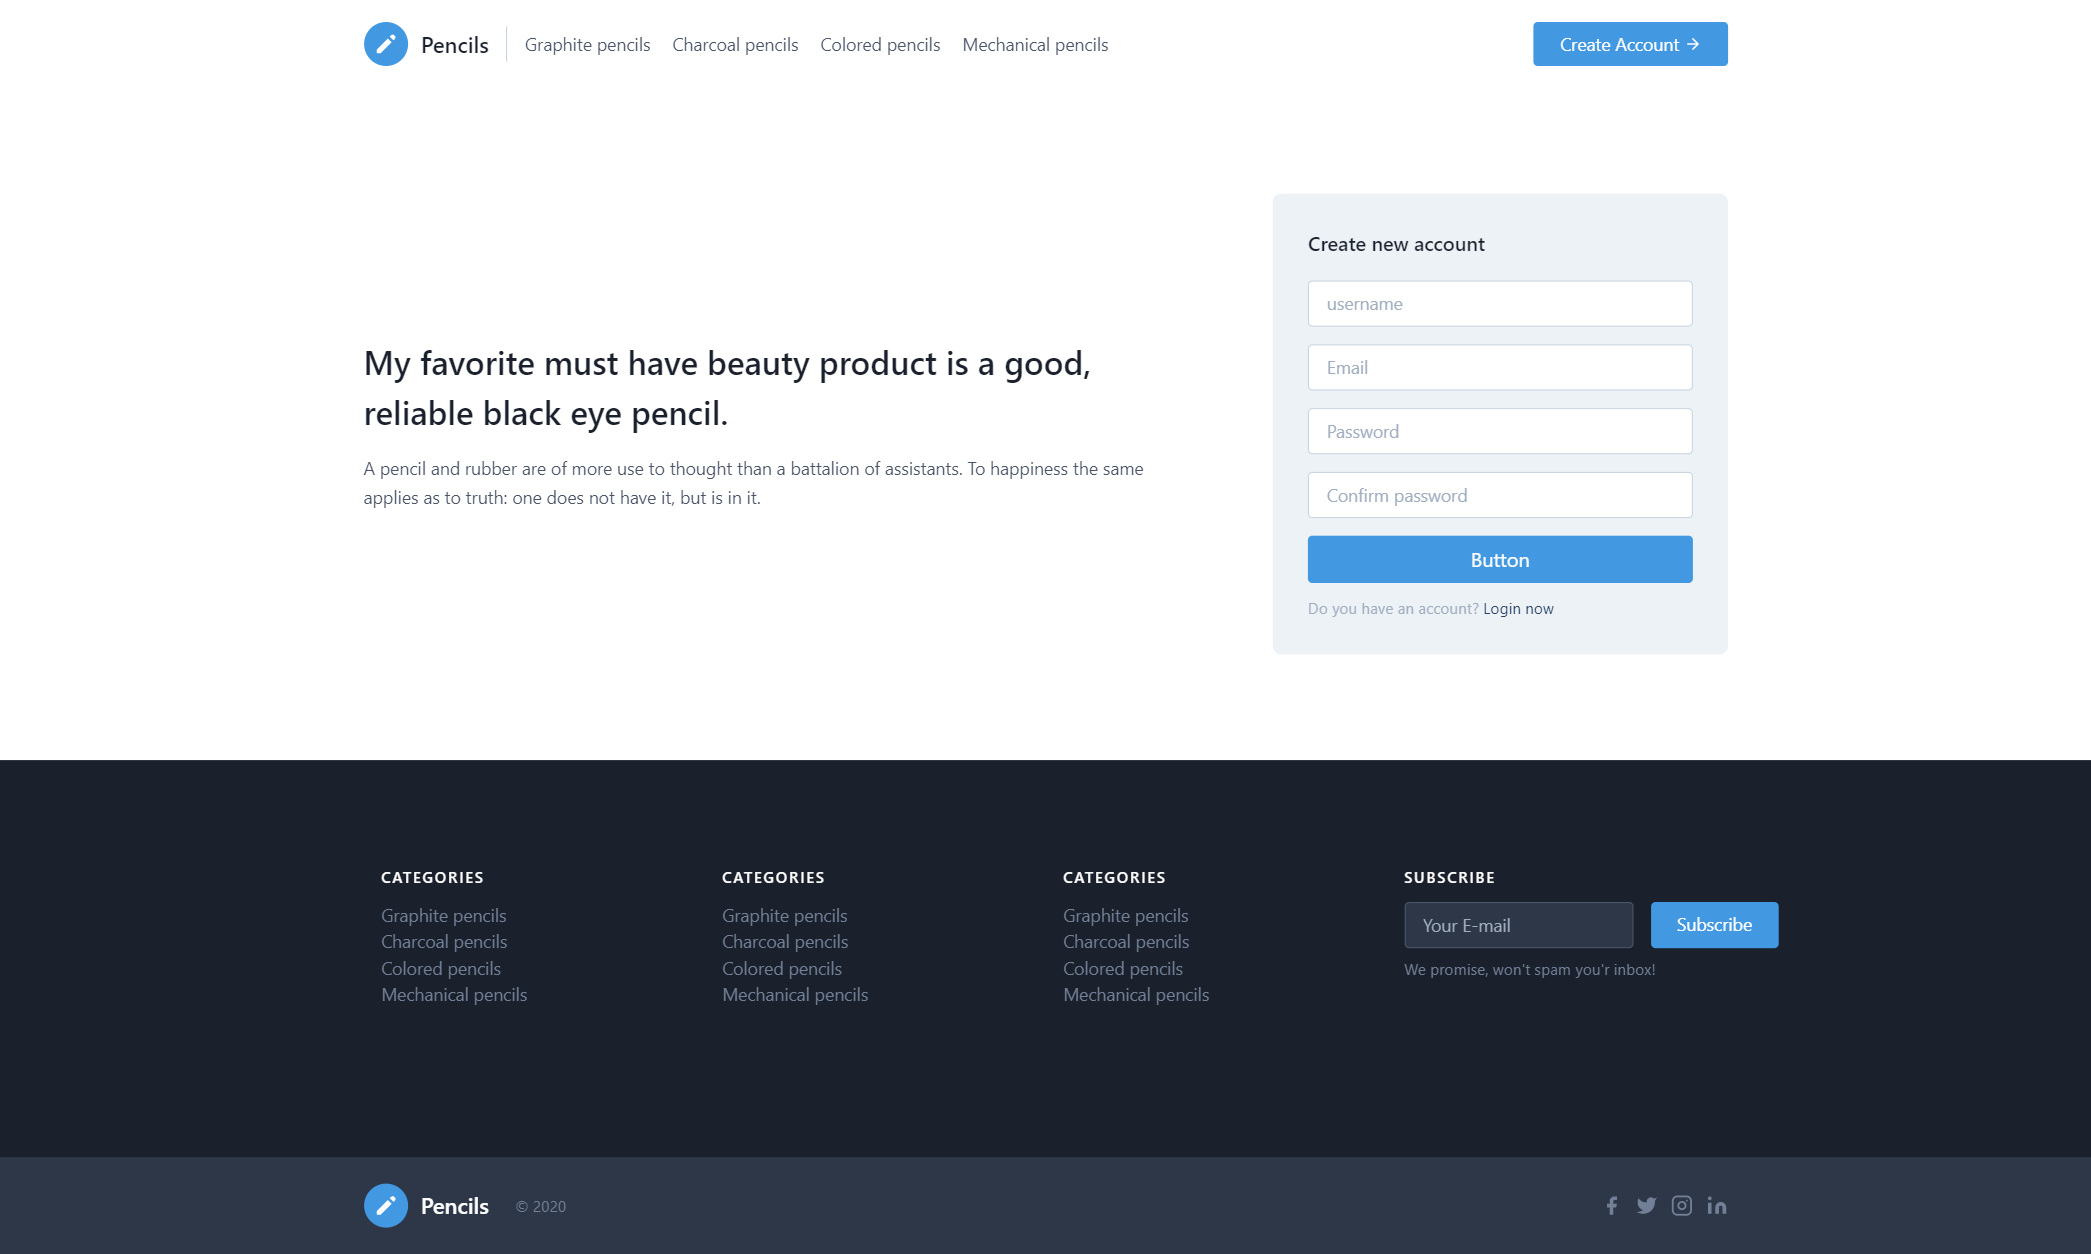 Pencils
Graphite pencils
Charcoal pencils
Colored pencils
Mechanical pencils
Create Account
My favorite must have beauty product is a good,
reliable black eye pencil.
A pencil and rubber are of more use to thought than a battalion of assistants. To happiness the same
applies as to truth: one does not have it, but is in it.
Create new account
username
Email
Password
Confirm password
Button
Do you have an account? Login now
CATEGORIES
Graphite pencils
Charcoal pencils
Colored pencils
Mechanical pencils
CATEGORIES
Graphite pencils
Charcoal pencils
Colored pencils
Mechanical pencils
CATEGORIES
Graphite pencils
Charcoal pencils
Colored pencils
Mechanical pencils
SUBSCRIBE
Your E-mail
Subscribe
We promise, won't spam you'r inbox!
Pencils
© 2020